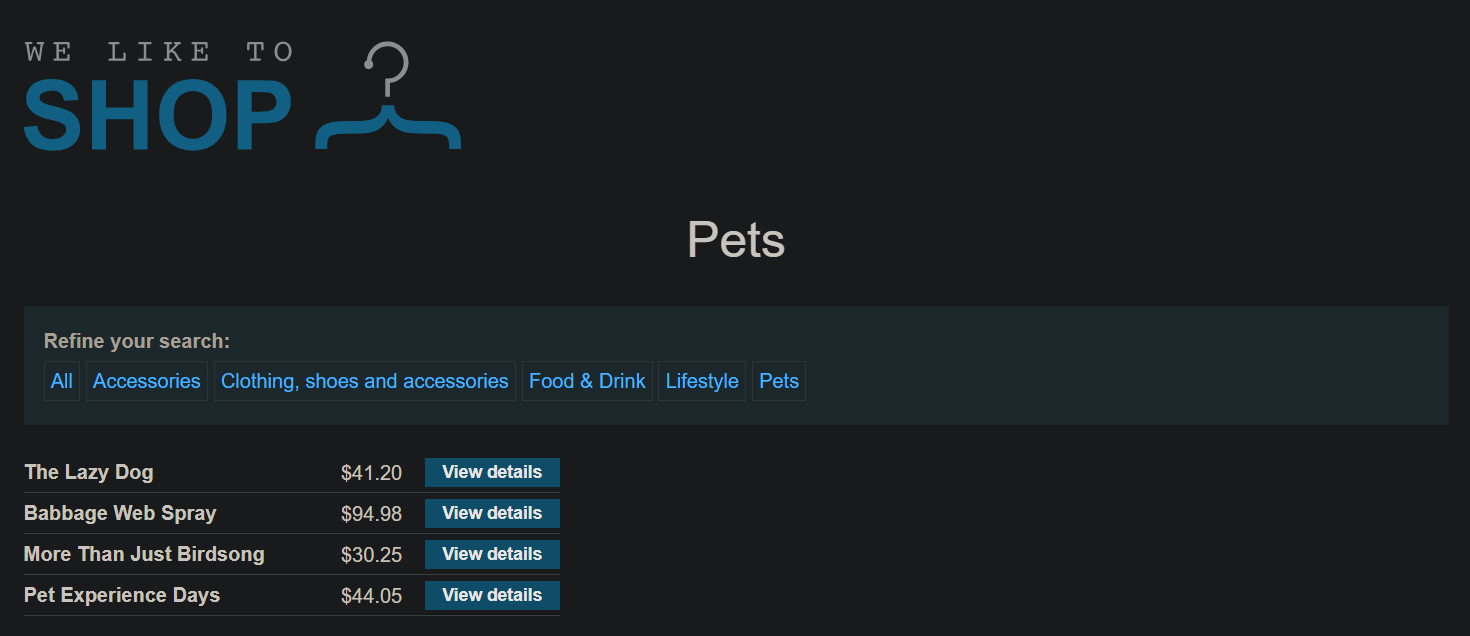 WE LIKE TO
SHOP
Pets
Refine your search:
All Accessories Clothing, shoes and accessories Food & Drink Lifestyle Pets
The Lazy Dog $41.20 View details
Babbage Web Spray $94.98 View details
More Than Just Birdsong $30.25 View details
Pet Experience Days $44.05 View details